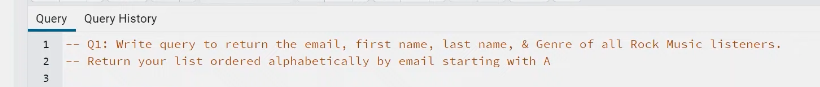 Query Query History
1 -- Q1: Write query to return the email, first name, last name, & Genre of all Rock Music listeners.
2 -- Return your list ordered alphabetically by email starting with A
3